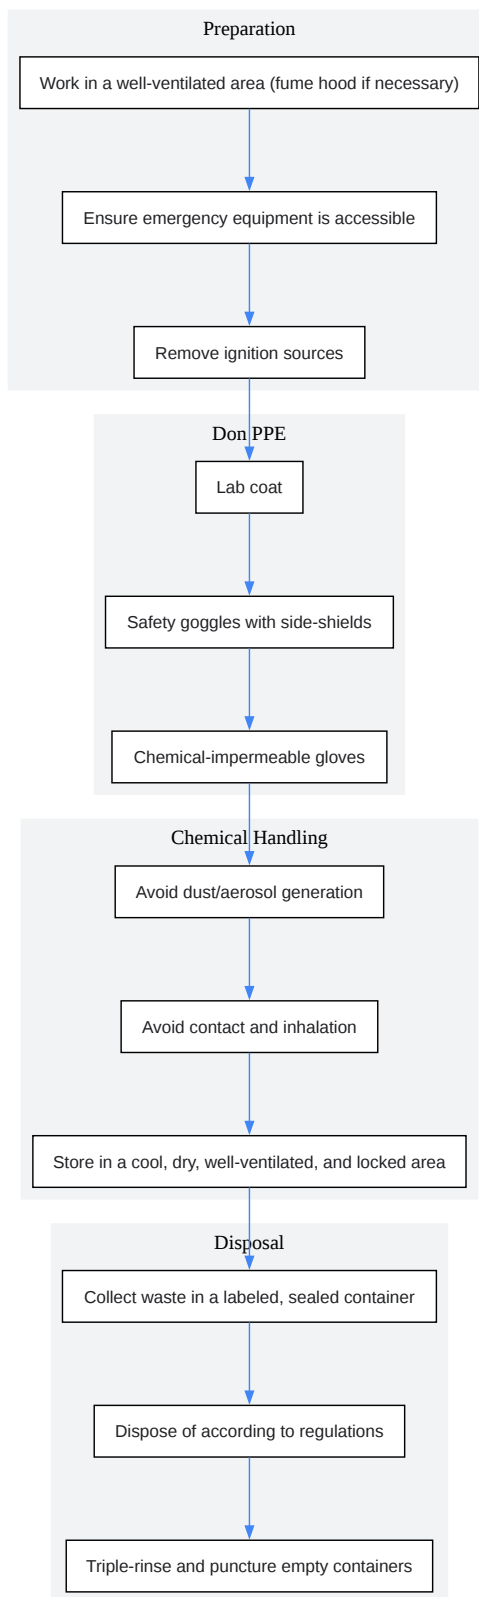 Preparation
Work in a well-ventilated area (fume hood if necessary)
Ensure emergency equipment is accessible
Remove ignition sources
Don PPE
Lab coat
Safety goggles with side-shields
Chemical-impermeable gloves
Chemical Handling
Avoid dust/aerosol generation
Avoid contact and inhalation
Store in a cool, dry, well-ventilated, and locked area
Disposal
Collect waste in a labeled, sealed container
Dispose of according to regulations
Triple-rinse and puncture empty containers